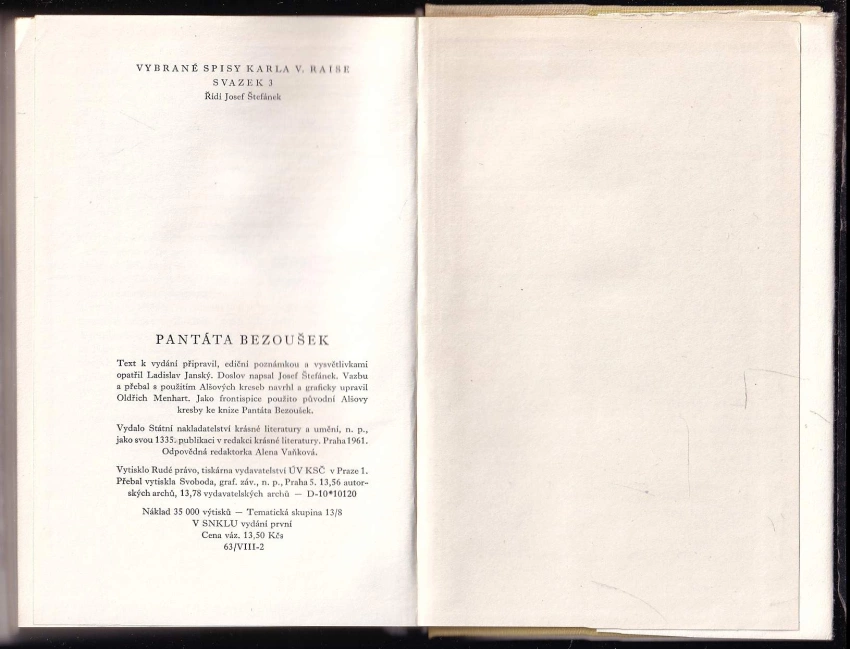 VYBRANÉ SPISY KARLA V. RAISE
SVAZEK 3
Řídí Josef Štefánek
PANTÁTA BEZOUŠEK
Text k vydání připravil, ediční poznámkou a vysvětlivkami
opatřil Ladislav Janský. Doslov napsal Josef Štefánek. Vazbu
a přebal s použitím Alšových kreseb navrhl a graficky upravil
Oldřich Menhart. Jako frontispice použito původní Alšovy
kresby ke knize Pantáta Bezoušek.
Vydalo Státní nakladatelství krásné literatury a umění, n. p.,
jako svou 1335. publikaci v redakci krásné literatury. Praha 1961.
Odpovědná redaktorka Alena Vaňková.
Vytisklo Rudé právo, tiskárna vydavatelství ÚV KSČ v Praze 1.
Přebal vytiskla Svoboda, graf. záv., n. p., Praha 5. 13,56 autor-
ských archů, 13,78 vydavatelských archů — D-10*10120
Náklad 35 000 výtisků — Tematická skupina 13/8
V SNKLU vydání první
Cena váz. 13,50 Kčs
63/VIII-2